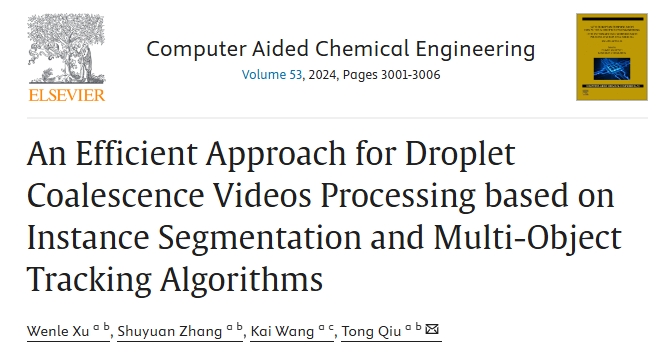 Computer Aided Chemical Engineering
Volume 53, 2024, Pages 3001-3006
ELSEVIER
An Efficient Approach for Droplet
Coalescence Videos Processing based on
Instance Segmentation and Multi-Object
Tracking Algorithms
Wenle Xu a b, Shuyuan Zhang a b, Kai Wang a c, Tong Qiu a b